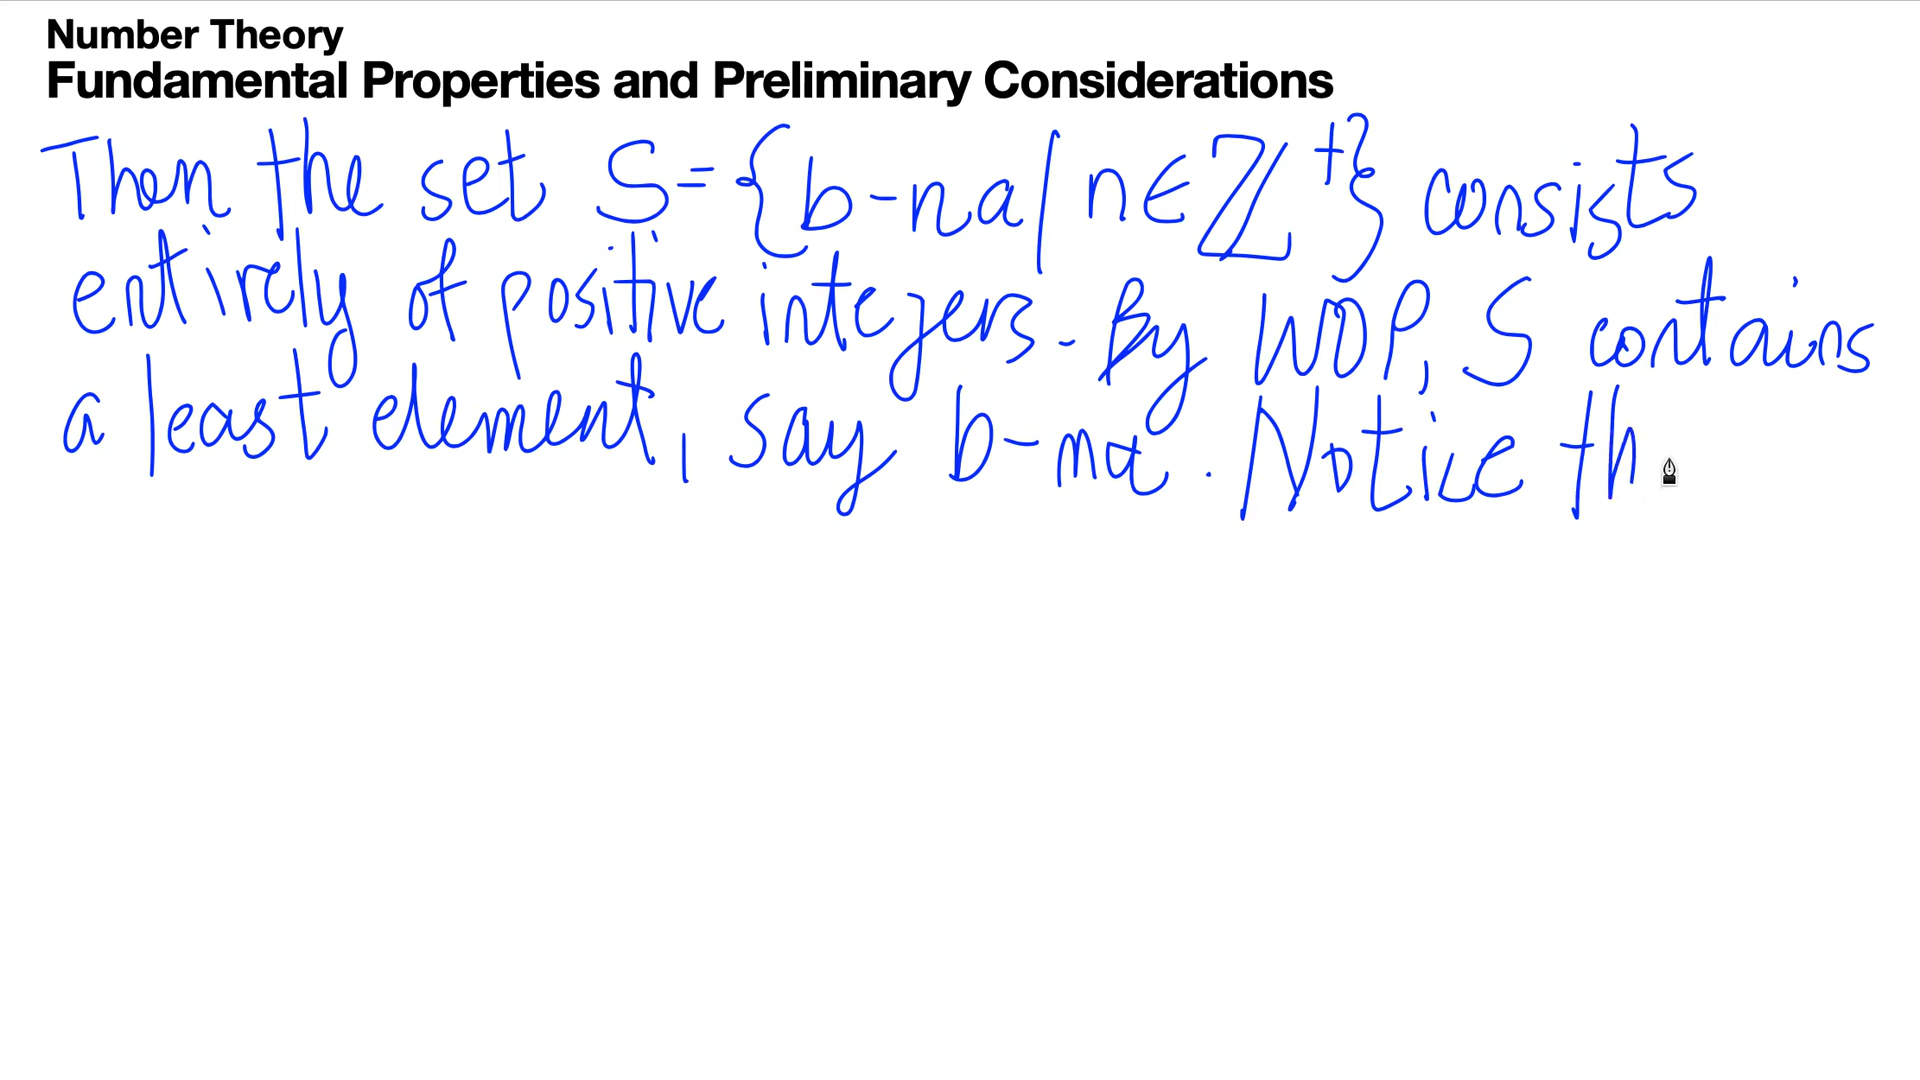 Number Theory
Fundamental Properties and Preliminary Considerations
Then the set S={b-na|n∈ℤ⁺} consists
entirely of positive integers. By WOP, S contains
a least element, say b-ma. Notice th